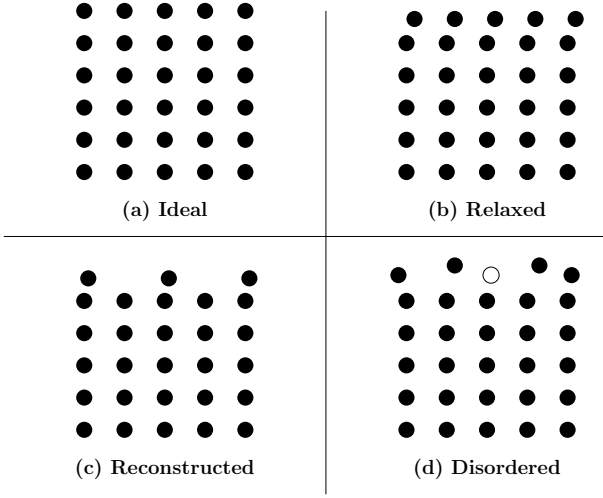 (a) Ideal
(b) Relaxed
(c) Reconstructed
(d) Disordered